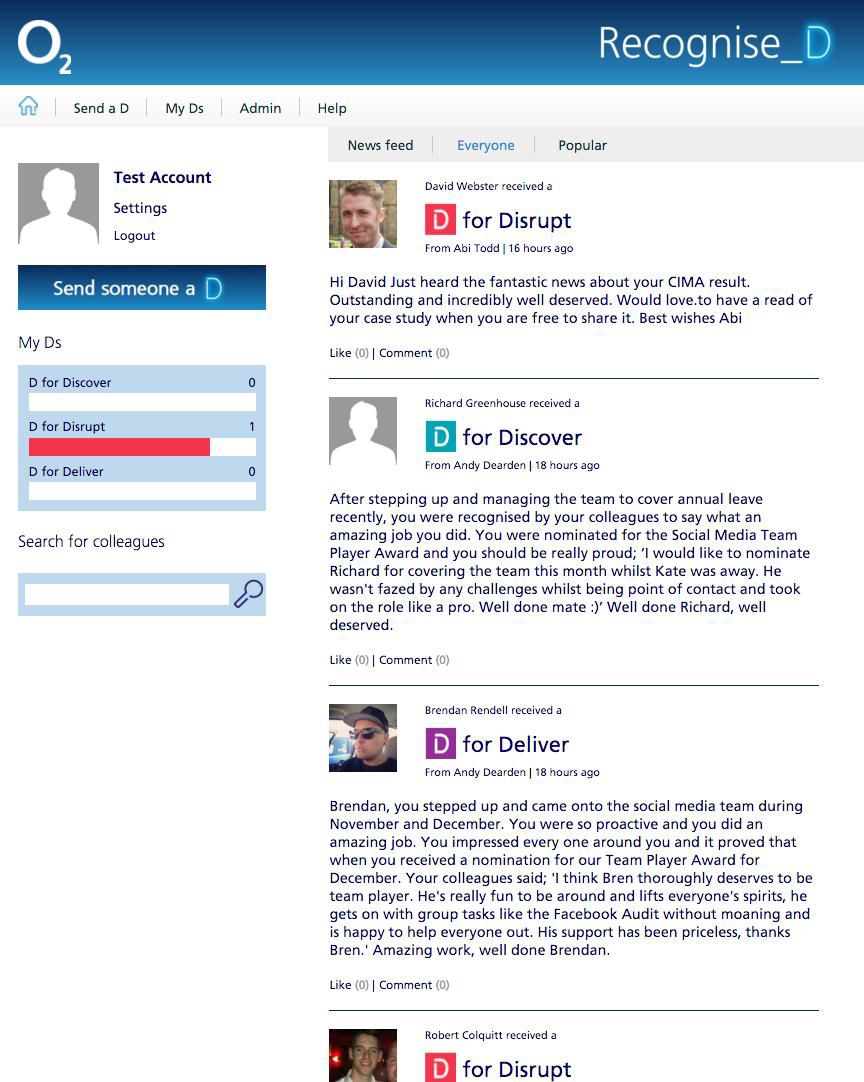 O2
Recognise_D
Send a D
My Ds
Admin
Help
News feed
Everyone
Popular
Test Account
Settings
Logout
Send someone a D
My Ds
D for Discover 0
D for Disrupt 1
D for Deliver 0
Search for colleagues
David Webster received a
D for Disrupt
From Abi Todd | 16 hours ago
Hi David Just heard the fantastic news about your CIMA result.
Outstanding and incredibly well deserved. Would love.to have a read of
your case study when you are free to share it. Best wishes Abi
Like (0) | Comment (0)
Richard Greenhouse received a
D for Discover
From Andy Dearden | 18 hours ago
After stepping up and managing the team to cover annual leave
recently, you were recognised by your colleagues to say what an
amazing job you did. You were nominated for the Social Media Team
Player Award and you should be really proud; ‘I would like to nominate
Richard for covering the team this month whilst Kate was away. He
wasn't fazed by any challenges whilst being point of contact and took
on the role like a pro. Well done mate :)’ Well done Richard, well
deserved.
Like (0) | Comment (0)
Brendan Rendell received a
D for Deliver
From Andy Dearden | 18 hours ago
Brendan, you stepped up and came onto the social media team during
November and December. You were so proactive and you did an
amazing job. You impressed every one around you and it proved that
when you received a nomination for our Team Player Award for
December. Your colleagues said; 'I think Bren thoroughly deserves to be
team player. He's really fun to be around and lifts everyone's spirits, he
gets on with group tasks like the Facebook Audit without moaning and
is happy to help everyone out. His support has been priceless, thanks
Bren.' Amazing work, well done Brendan.
Like (0) | Comment (0)
Robert Colquitt received a
D for Disrupt